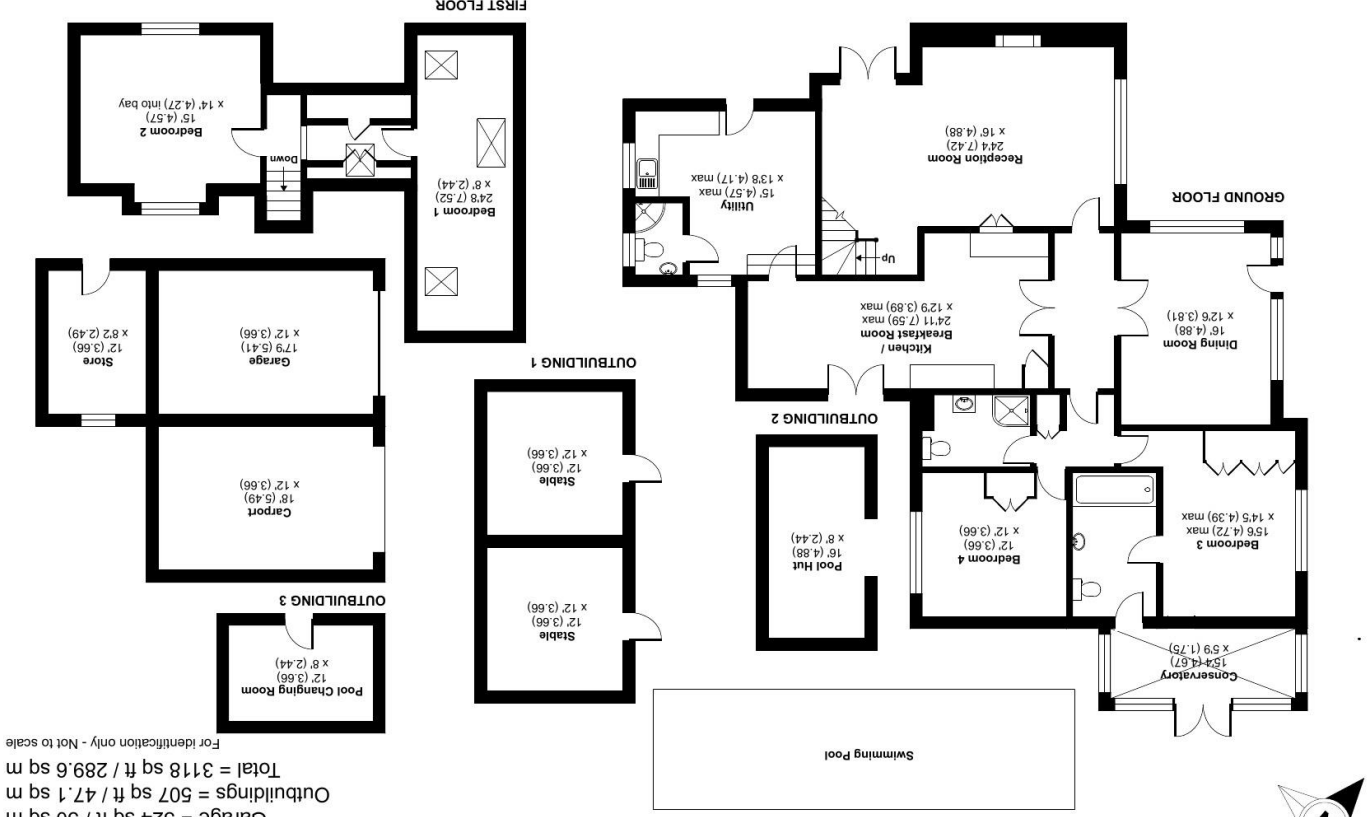 Garage = sq ft / sq m
Outbuildings = 507 sq ft / 47.1 sq m
Total = 3118 sq ft / 289.6 sq m
For identification only - Not to scale
Swimming Pool
Conservatory
15'4 (4.67)
x 5'9 (1.75)
Bedroom 3
15'6 (4.72) max
x 14'5 (4.39) max
Bedroom 4
12' (3.66)
x 12' (3.66)
Dining Room
16' (4.88)
x 12'6 (3.81)
Kitchen /
Breakfast Room
24'11 (7.59) max
x 12'9 (3.89) max
Up
Utility
15' (4.57) max
x 13'8 (4.17) max
Reception Room
24'4 (7.42)
x 16' (4.88)
GROUND FLOOR
Pool Hut
16' (4.88)
x 8' (2.44)
OUTBUILDING 2
Stable
12' (3.66)
x 12' (3.66)
Stable
12' (3.66)
x 12' (3.66)
OUTBUILDING 1
Pool Changing Room
12' (3.66)
x 8' (2.44)
OUTBUILDING 3
Carport
18' (5.49)
x 12' (3.66)
Garage
17'9 (5.41)
x 12' (3.66)
Store
12' (3.66)
x 8'2 (2.49)
Bedroom 1
24'8 (7.52)
x 8' (2.44)
Down
Bedroom 2
15' (4.57)
x 14' (4.27) into bay
FIRST FLOOR